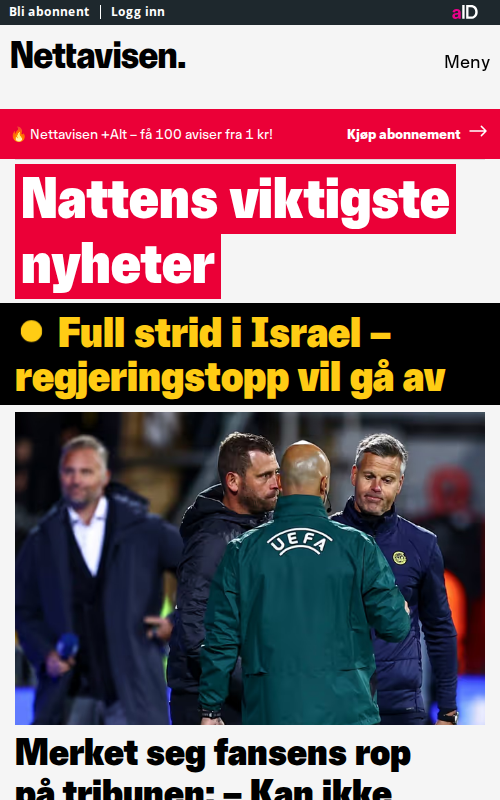 Bli abonnent | Logg inn
aID
Nettavisen.
Meny
Nettavisen +Alt – få 100 aviser fra 1 kr!
Kjøp abonnement →
Nattens viktigste
nyheter
Full strid i Israel –
regjeringstopp vil gå av
UEFA
Merket seg fansens rop
på tribunen: – Kan ikke